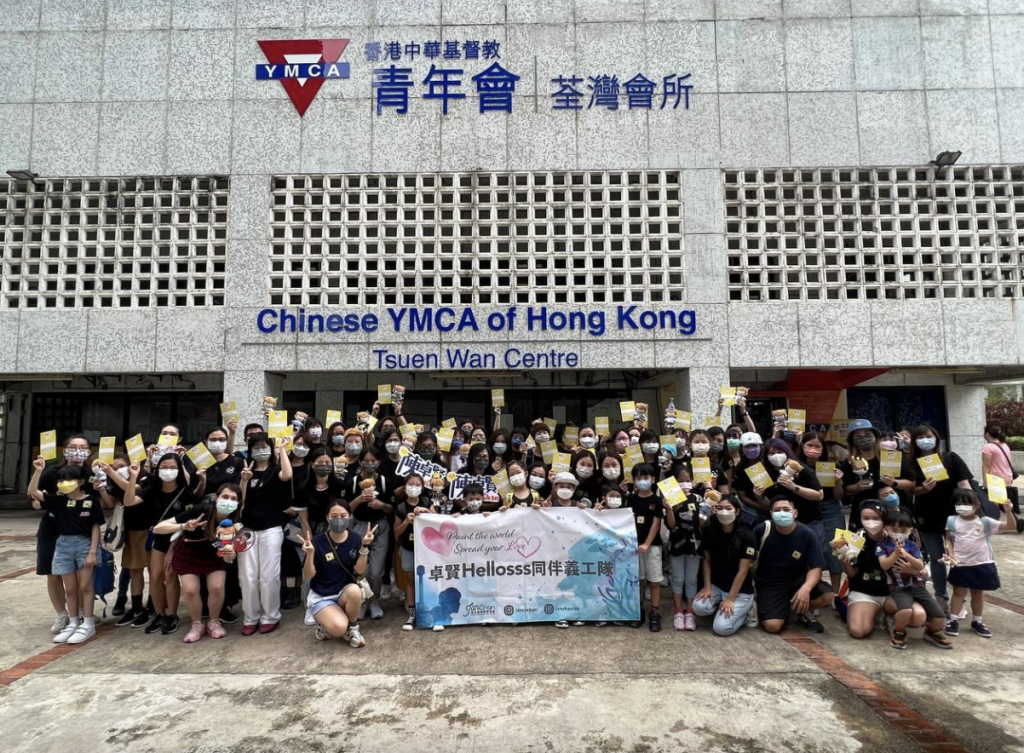 YMCA
香港中華基督教
青年會
荃灣會所
Chinese YMCA of Hong Kong
Tsuen Wan Centre
Paint the world
Spread your Love
卓賢Hellosss同伴義工隊